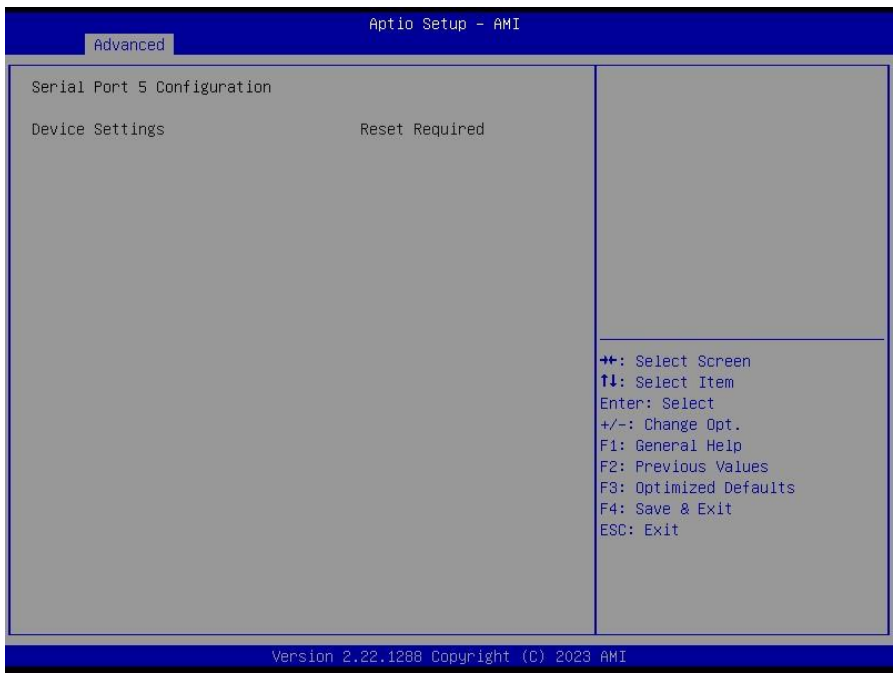 Aptio Setup - AMI
Advanced
Serial Port 5 Configuration
Device Settings Reset Required
→←: Select Screen
↑↓: Select Item
Enter: Select
+/-: Change Opt.
F1: General Help
F2: Previous Values
F3: Optimized Defaults
F4: Save & Exit
ESC: Exit
Version 2.22.1288 Copyright (C) 2023 AMI